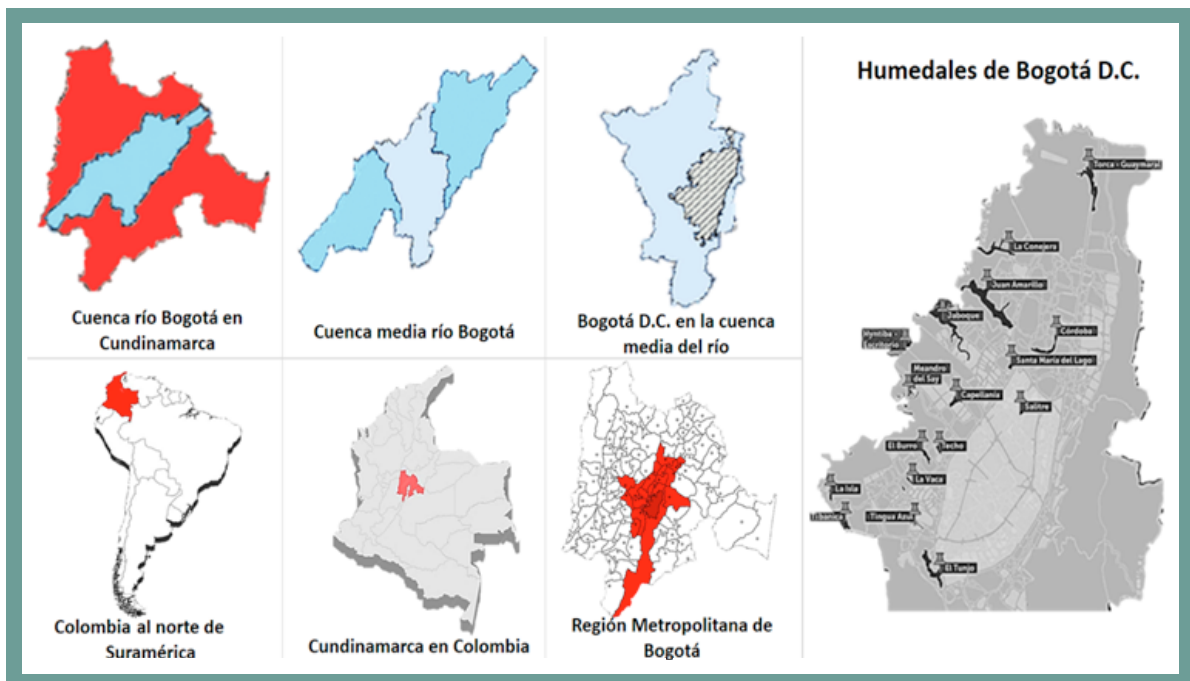 Cuenca río Bogotá en
Cundinamarca
Cuenca media río Bogotá
Bogotá D.C. en la cuenca
media del río
Colombia al norte de
Suramérica
Cundinamarca en Colombia
Región Metropolitana de
Bogotá
Humedales de Bogotá D.C.
Torca - Guaymaral
La Conejera
Juan Amarillo
Jaboque
Córdoba
Santa María del Lago
Meandro
del Say
Capellanía
Salitre
El Burro
Techo
La Vaca
La Isla
Tibanica
Tingua Azul
El Tunjo